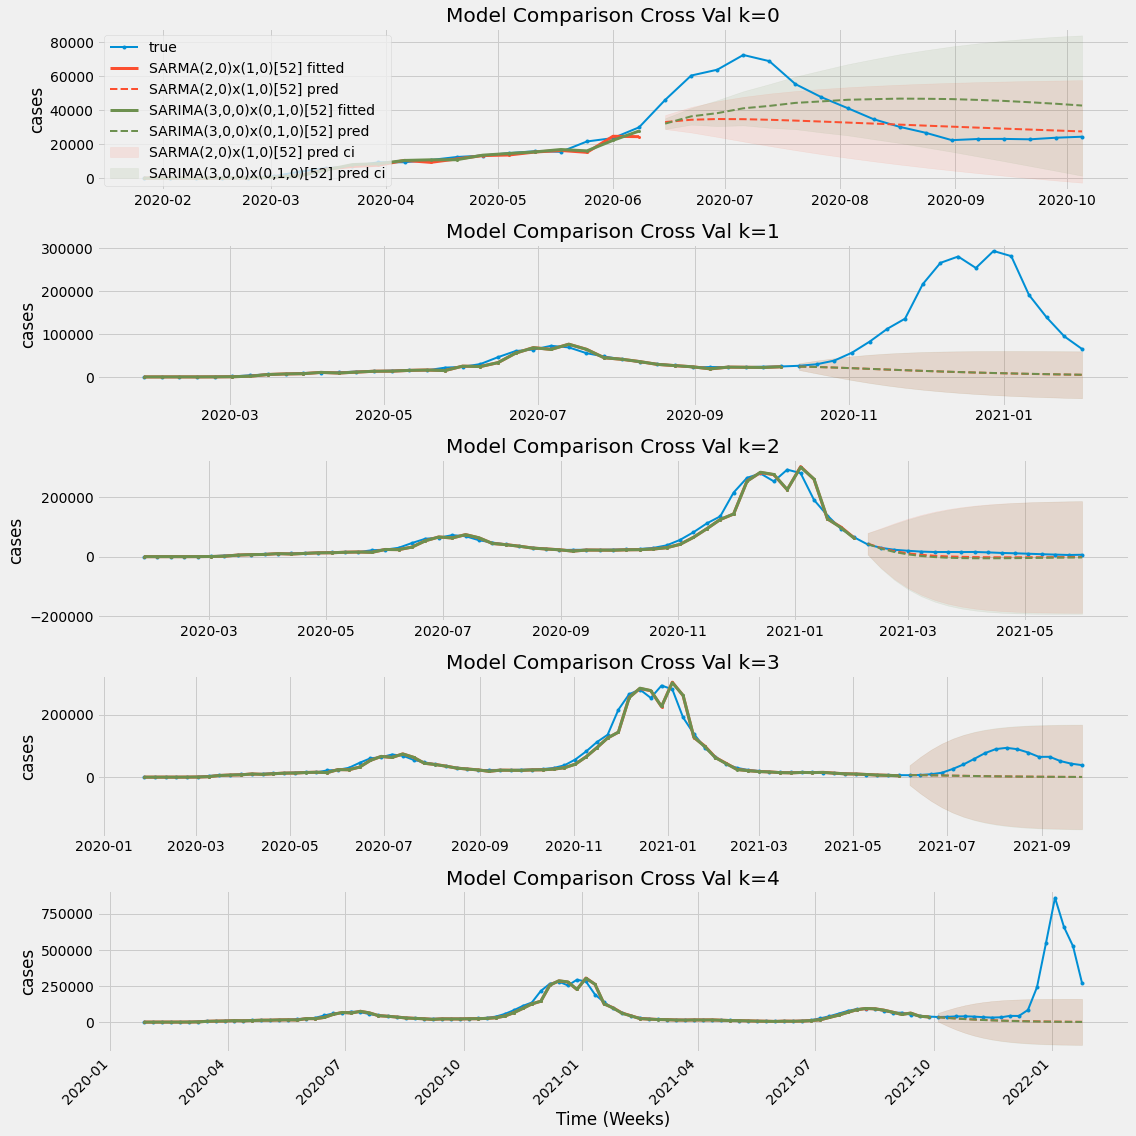 Model Comparison Cross Val k=0
80000
60000
40000
20000
0
cases
true
SARMA(2,0)x(1,0)[52] fitted
SARMA(2,0)x(1,0)[52] pred
SARIMA(3,0,0)x(0,1,0)[52] fitted
SARIMA(3,0,0)x(0,1,0)[52] pred
SARMA(2,0)x(1,0)[52] pred ci
SARIMA(3,0,0)x(0,1,0)[52] pred ci
2020-02 2020-03 2020-04 2020-05 2020-06 2020-07 2020-08 2020-09 2020-10
Model Comparison Cross Val k=1
300000
200000
100000
0
cases
2020-03 2020-05 2020-07 2020-09 2020-11 2021-01
Model Comparison Cross Val k=2
200000
0
−200000
cases
2020-03 2020-05 2020-07 2020-09 2020-11 2021-01 2021-03 2021-05
Model Comparison Cross Val k=3
200000
0
cases
2020-01 2020-03 2020-05 2020-07 2020-09 2020-11 2021-01 2021-03 2021-05 2021-07 2021-09
Model Comparison Cross Val k=4
750000
500000
250000
0
cases
2020-01 2020-04 2020-07 2020-10 2021-01 2021-04 2021-07 2021-10 2022-01
Time (Weeks)